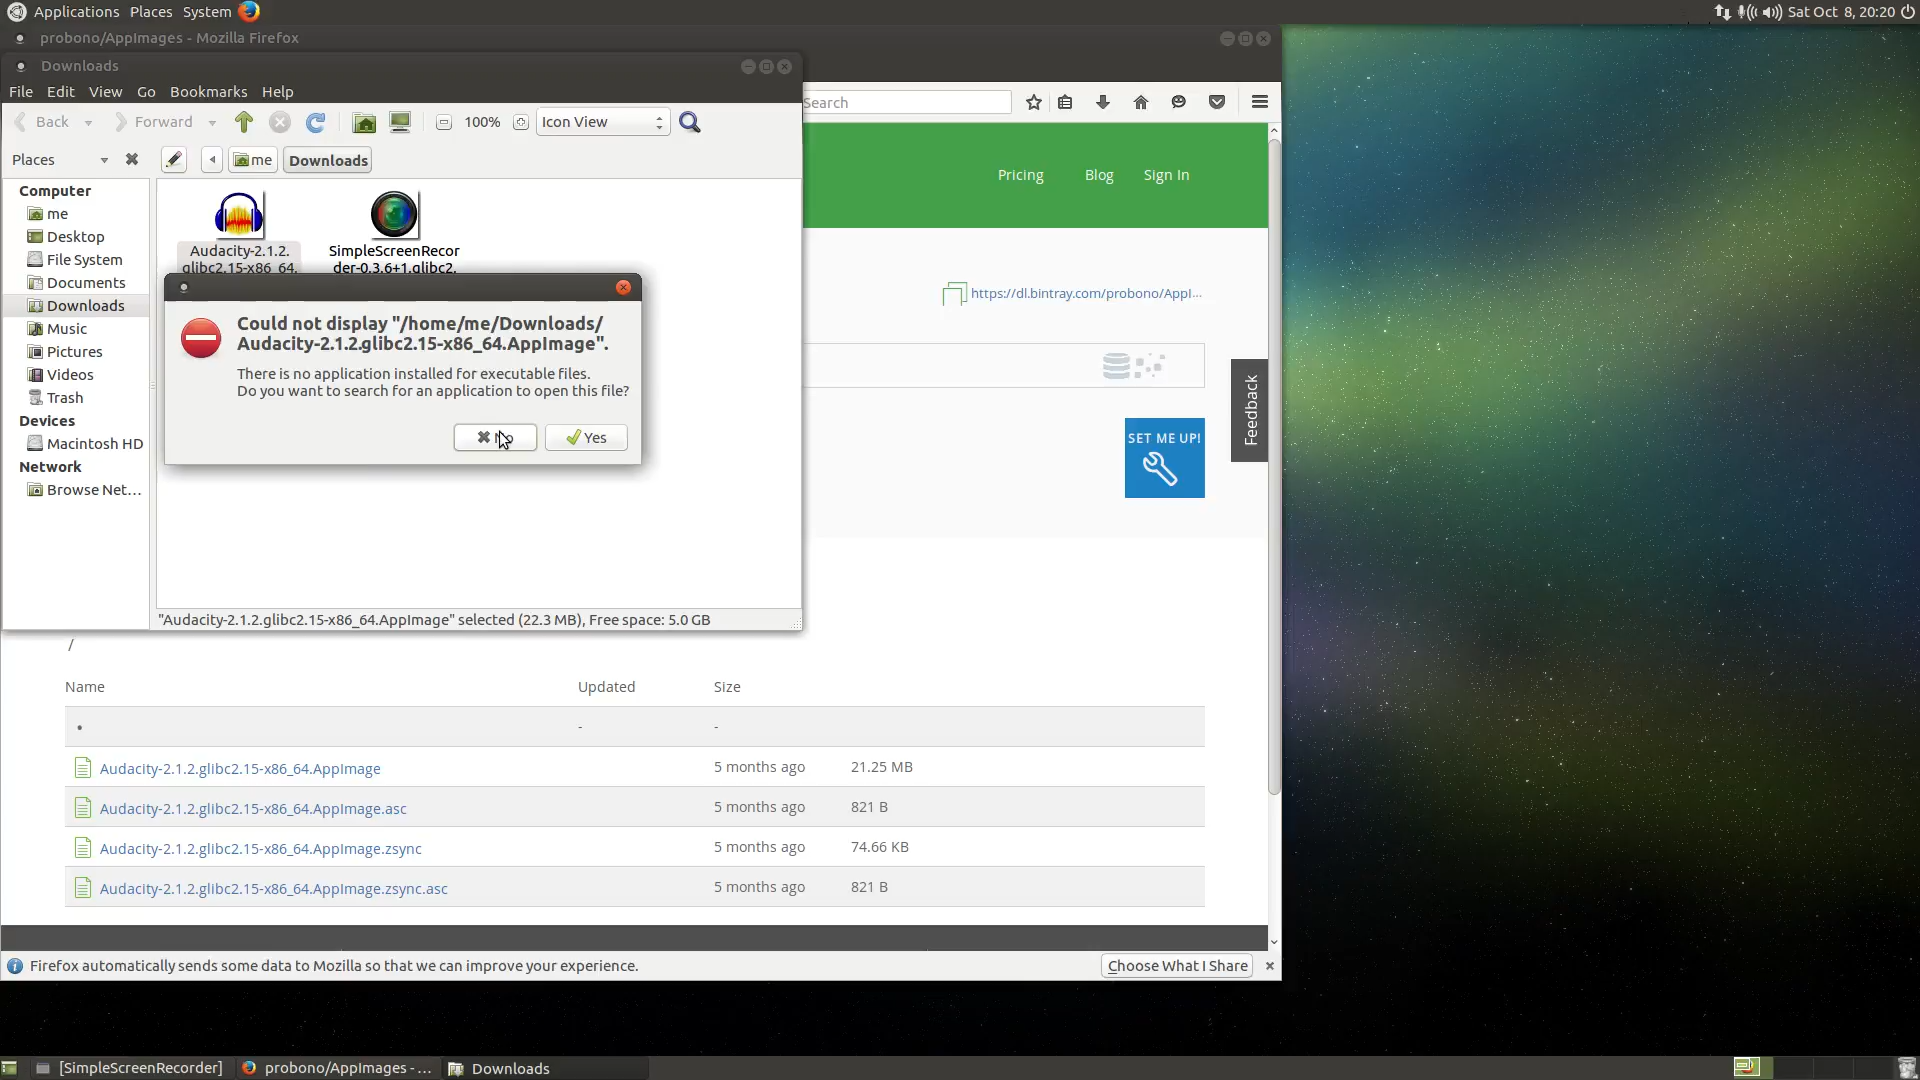 Applications Places System
Sat Oct 8, 20:20
probono/AppImages - Mozilla Firefox
Downloads
File Edit View Go Bookmarks Help
Back Forward 100% Icon View
Search
Places
me Downloads
Computer
me
Desktop
File System
Documents
Downloads
Music
Pictures
Videos
Trash
Devices
Macintosh HD
Network
Browse Net...
Audacity-2.1.2.
glibc2.15-x86_64.
SimpleScreenRecor
der-0.3.6+1.glibc2.
Could not display "/home/me/Downloads/
Audacity-2.1.2.glibc2.15-x86_64.AppImage".
There is no application installed for executable files.
Do you want to search for an application to open this file?
Yes
"Audacity-2.1.2.glibc2.15-x86_64.AppImage" selected (22.3 MB), Free space: 5.0 GB
Pricing Blog Sign In
https://dl.bintray.com/probono/AppI...
Feedback
SET ME UP!
/
Name Updated Size
- -
Audacity-2.1.2.glibc2.15-x86_64.AppImage 5 months ago 21.25 MB
Audacity-2.1.2.glibc2.15-x86_64.AppImage.asc 5 months ago 821 B
Audacity-2.1.2.glibc2.15-x86_64.AppImage.zsync 5 months ago 74.66 KB
Audacity-2.1.2.glibc2.15-x86_64.AppImage.zsync.asc 5 months ago 821 B
Firefox automatically sends some data to Mozilla so that we can improve your experience.
Choose What I Share
[SimpleScreenRecorder] probono/AppImages - ... Downloads